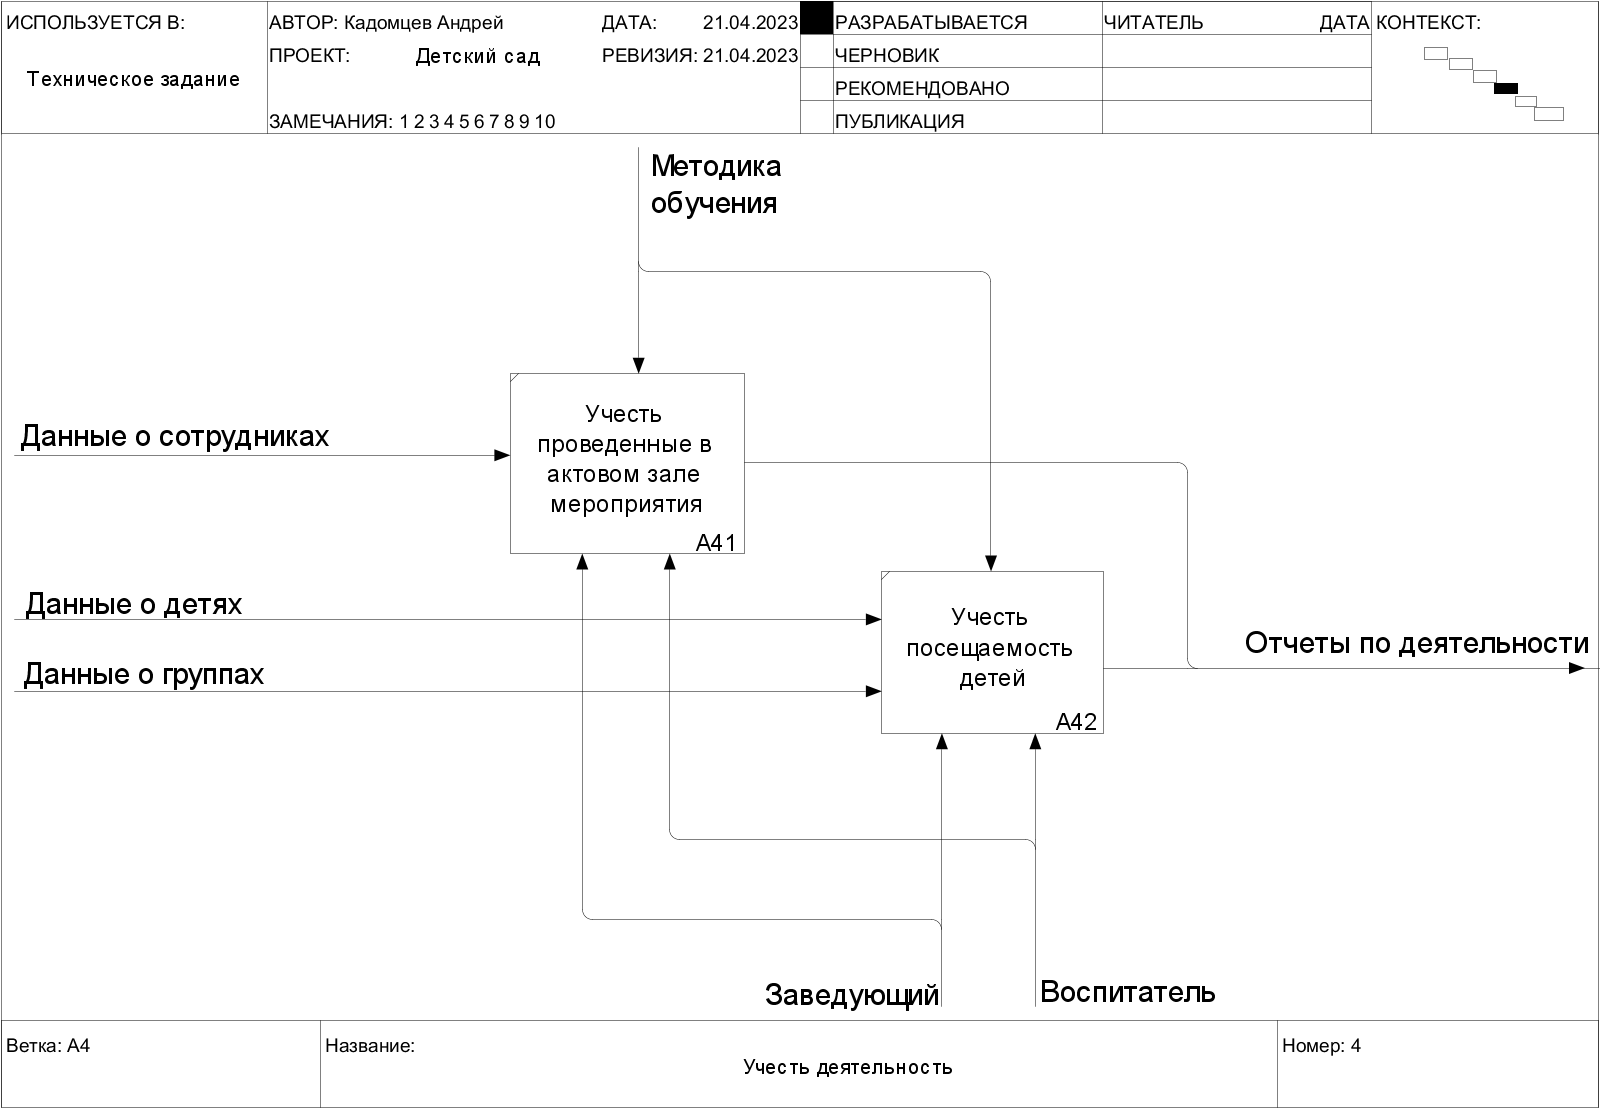 ИСПОЛЬЗУЕТСЯ В:
Техническое задание
АВТОР: Кадомцев Андрей
ДАТА: 21.04.2023
ПРОЕКТ: Детский сад
РЕВИЗИЯ: 21.04.2023
ЗАМЕЧАНИЯ: 1 2 3 4 5 6 7 8 9 10
РАЗРАБАТЫВАЕТСЯ
ЧЕРНОВИК
РЕКОМЕНДОВАНО
ПУБЛИКАЦИЯ
ЧИТАТЕЛЬ
ДАТА
КОНТЕКСТ:
Методика
обучения
Данные о сотрудниках
Учесть
проведенные в
актовом зале
мероприятия
A41
Данные о детях
Данные о группах
Учесть
посещаемость
детей
A42
Отчеты по деятельности
Заведующий
Воспитатель
Ветка: A4
Название:
Учесть деятельность
Номер: 4